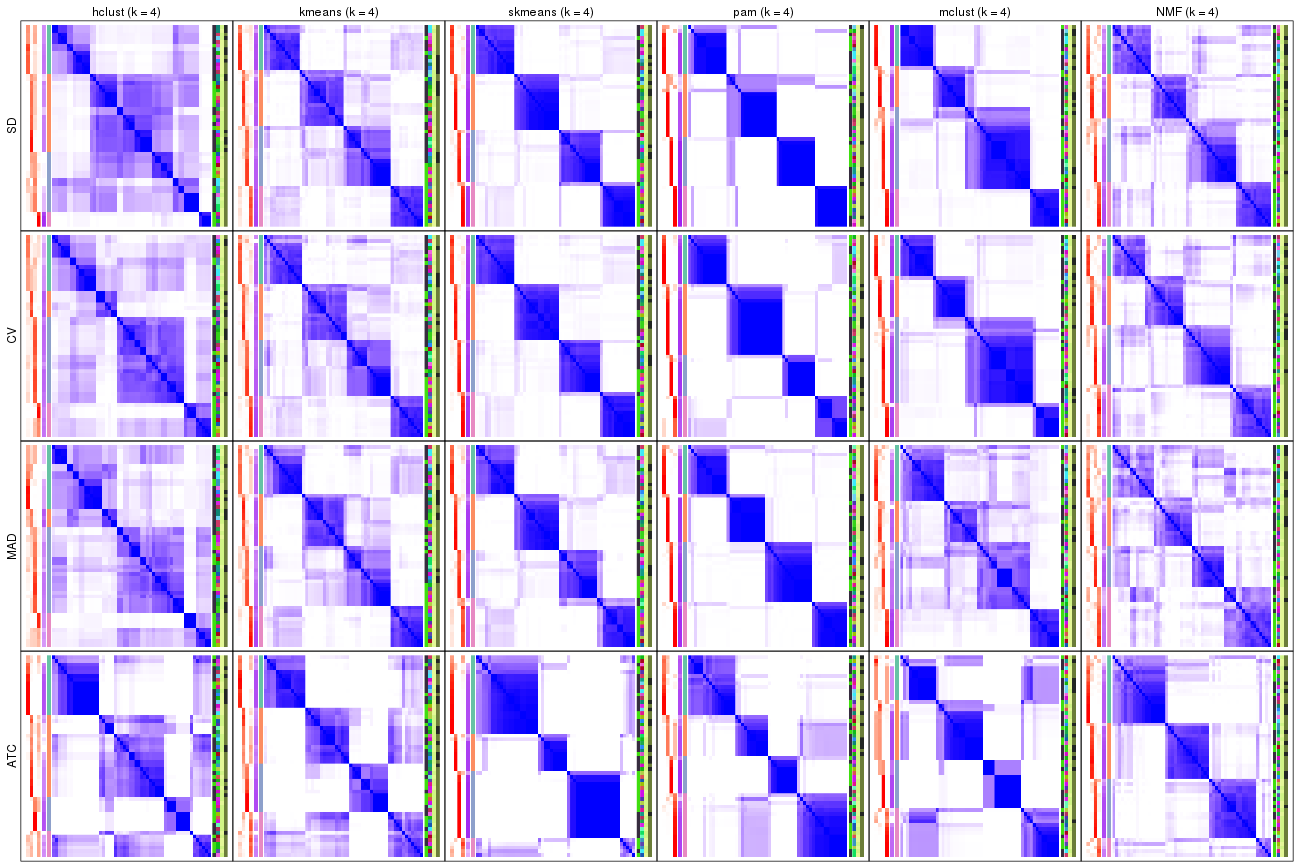 hclust (k = 4) kmeans (k = 4) skmeans (k = 4) pam (k = 4) mclust (k = 4) NMF (k = 4)
SD
CV
MAD
ATC